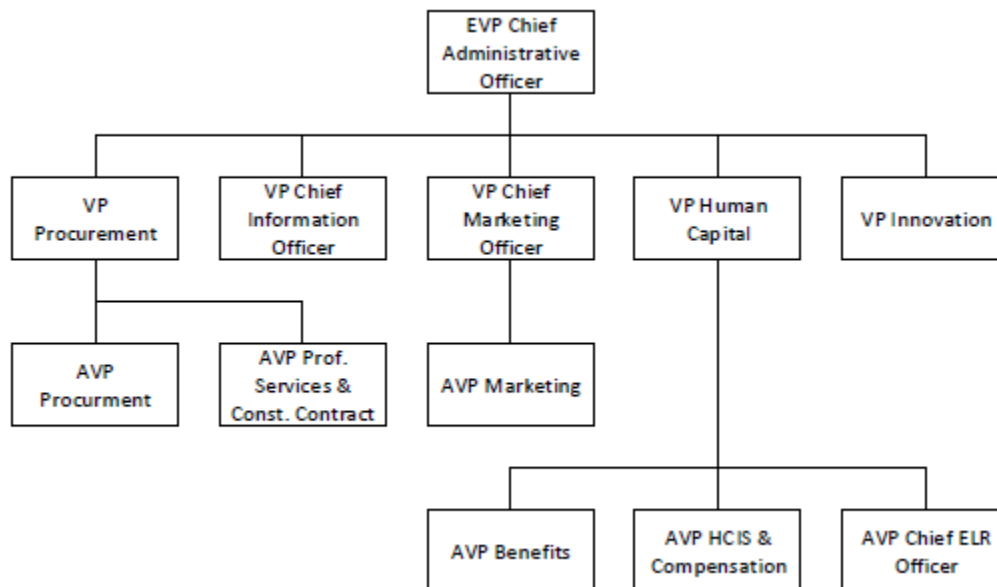 EVP Chief
Administrative
Officer
VP
Procurement
VP Chief
Information
Officer
VP Chief
Marketing
Officer
VP Human
Capital
VP Innovation
AVP
Procurment
AVP Prof.
Services &
Const. Contract
AVP Marketing
AVP Benefits
AVP HCIS &
Compensation
AVP Chief ELR
Officer